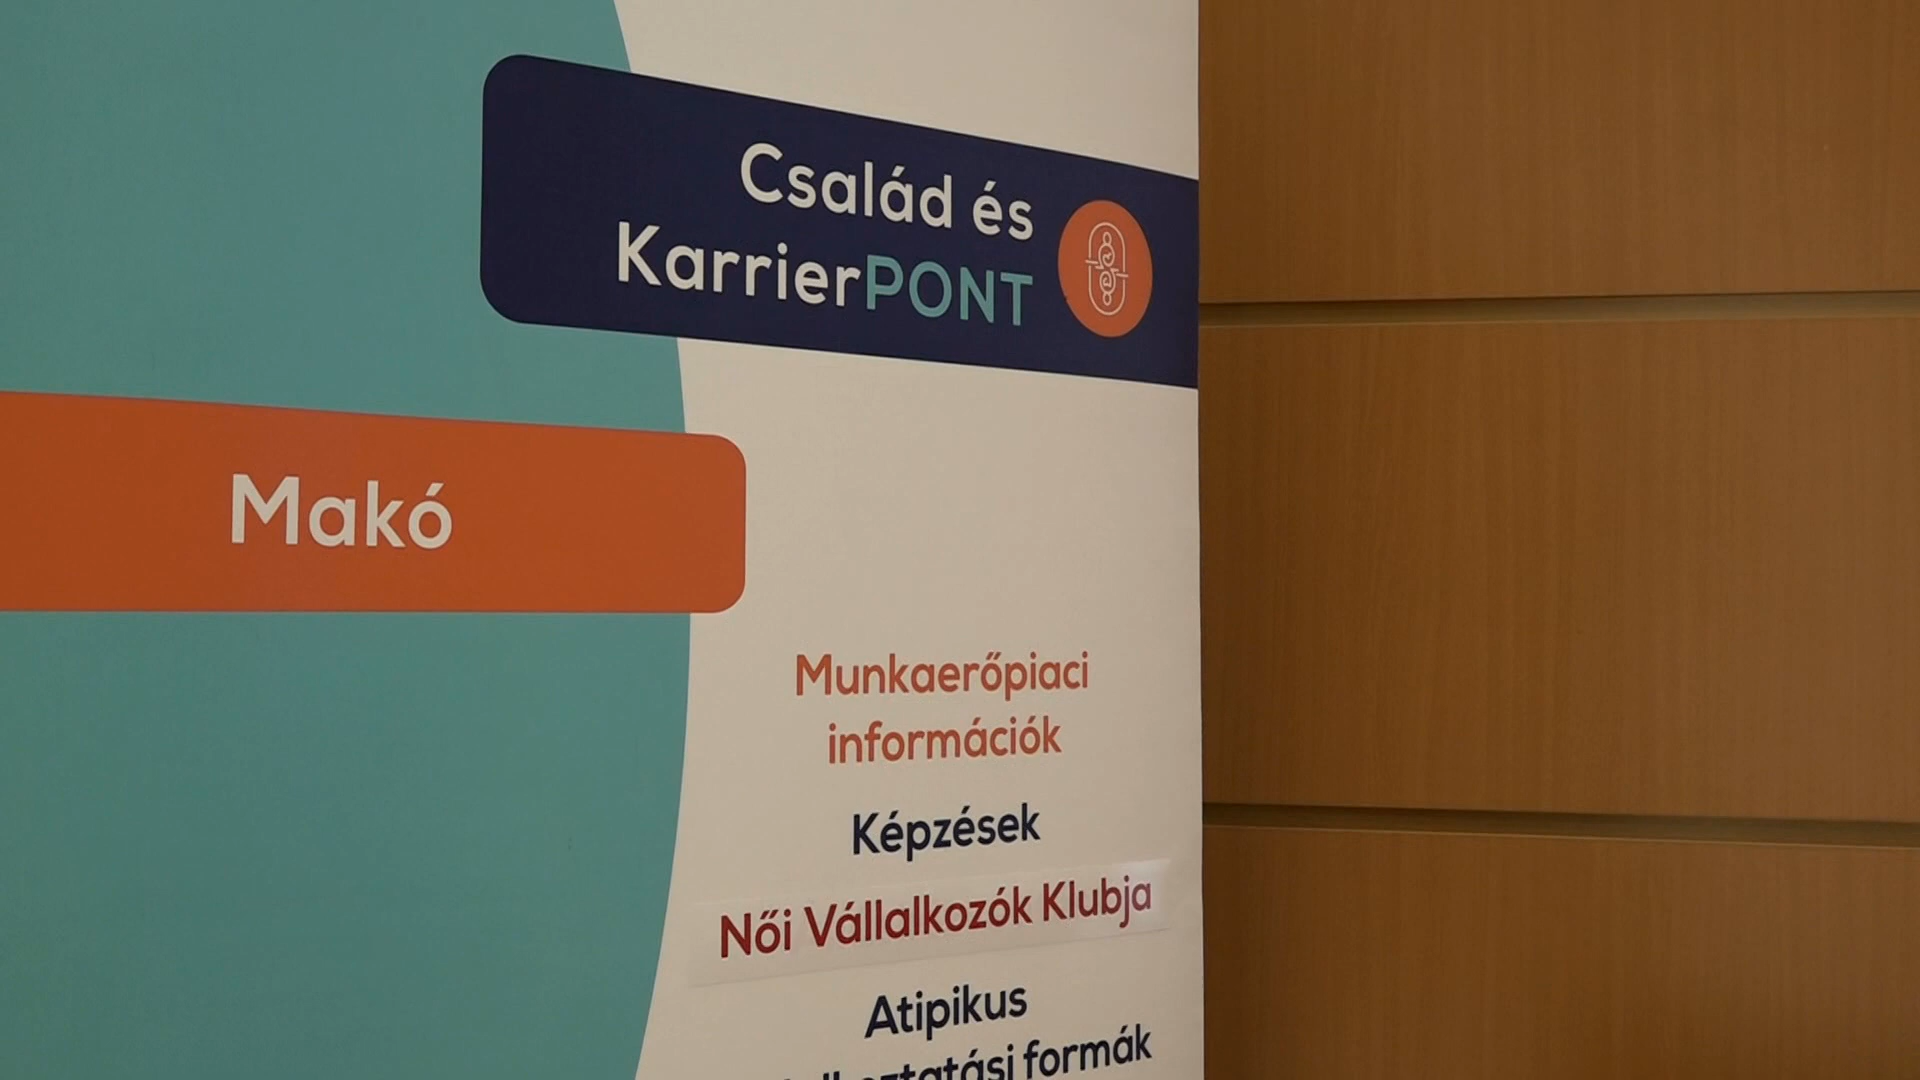 Család és
KarrierPONT
Makó
Munkaerőpiaci
információk
Képzések
Női Vállalkozók Klubja
Atipikus
formák